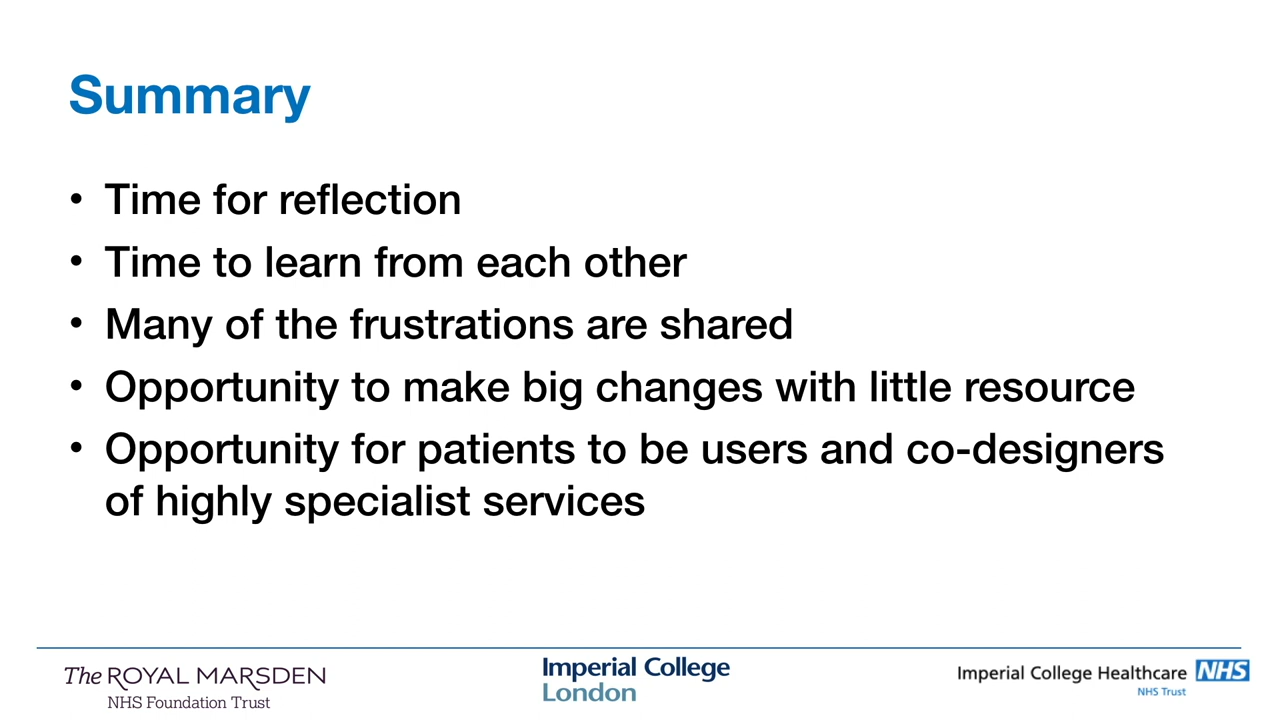 Summary
• Time for reflection
• Time to learn from each other
• Many of the frustrations are shared
• Opportunity to make big changes with little resource
• Opportunity for patients to be users and co-designers
of highly specialist services
The ROYAL MARSDEN
NHS Foundation Trust
Imperial College
London
Imperial College Healthcare NHS
NHS Trust